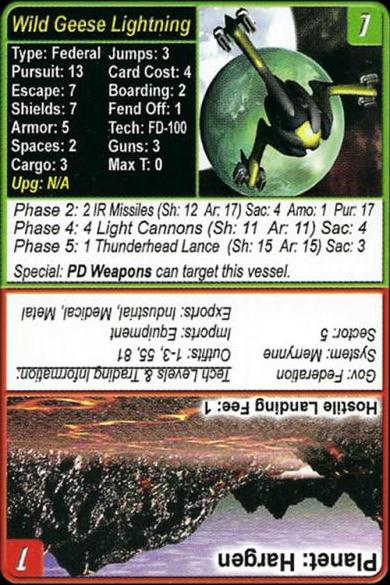 Wild Geese Lightning
1
Type: Federal Jumps: 3
Pursuit: 13 Card Cost: 4
Escape: 7 Boarding: 2
Shields: 7 Fend Off: 1
Armor: 5 Tech: FD-100
Spaces: 2 Guns: 3
Cargo: 3 Max T: 0
Upg: N/A
Phase 2: 2 IR Missiles (Sh: 12 Ar: 17) Sac: 4 Amo: 1 Pur: 17
Phase 4: 4 Light Cannons (Sh: 11 Ar: 11) Sac: 4
Phase 5: 1 Thunderhead Lance (Sh: 15 Ar: 15) Sac: 3
Special: PD Weapons can target this vessel.
Planet: Hargen
1
Hostile Landing Fee: 1
Gov: Federation Tech Levels & Trading Information:
System: Merrynne Outfits: 1-3, 55, 81
Sector: 5 Imports: Equipment
Exports: Industrial, Medical, Metal